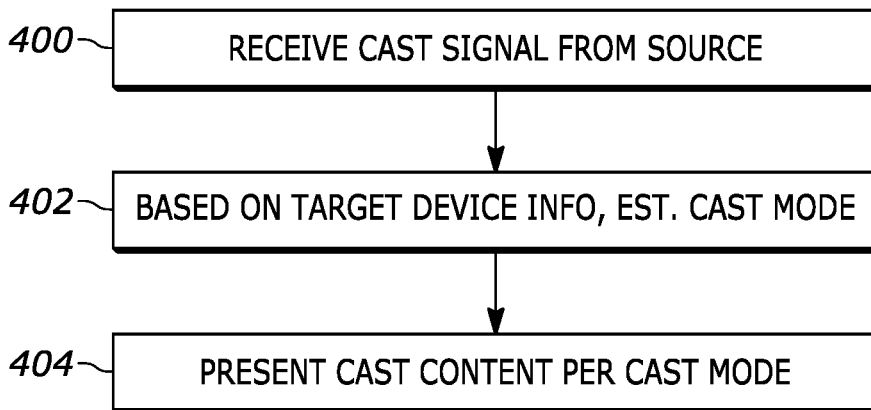 400 RECEIVE CAST SIGNAL FROM SOURCE
402 BASED ON TARGET DEVICE INFO, EST. CAST MODE
404 PRESENT CAST CONTENT PER CAST MODE